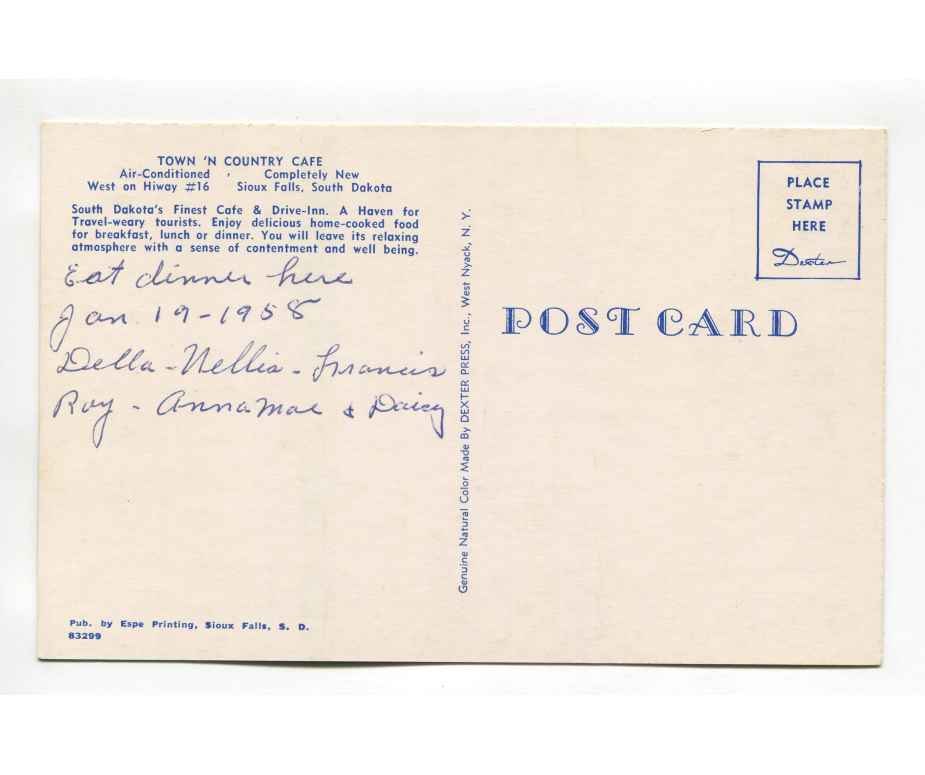 TOWN 'N COUNTRY CAFE
Air-Conditioned , Completely New
West on Hiway #16 Sioux Falls, South Dakota
South Dakota's Finest Cafe & Drive-Inn. A Haven for
Travel-weary tourists. Enjoy delicious home-cooked food
for breakfast, lunch or dinner. You will leave its relaxing
atmosphere with a sense of contentment and well being.
Eat dinner here
Jan 19-1958
Della - Nellie - Francis
Roy - Anna Mae & Daisy
Pub. by Espe Printing, Sioux Falls, S. D.
83299
Genuine Natural Color Made By DEXTER PRESS, Inc., West Nyack, N. Y.
PLACE
STAMP
HERE
Dexter
POST CARD